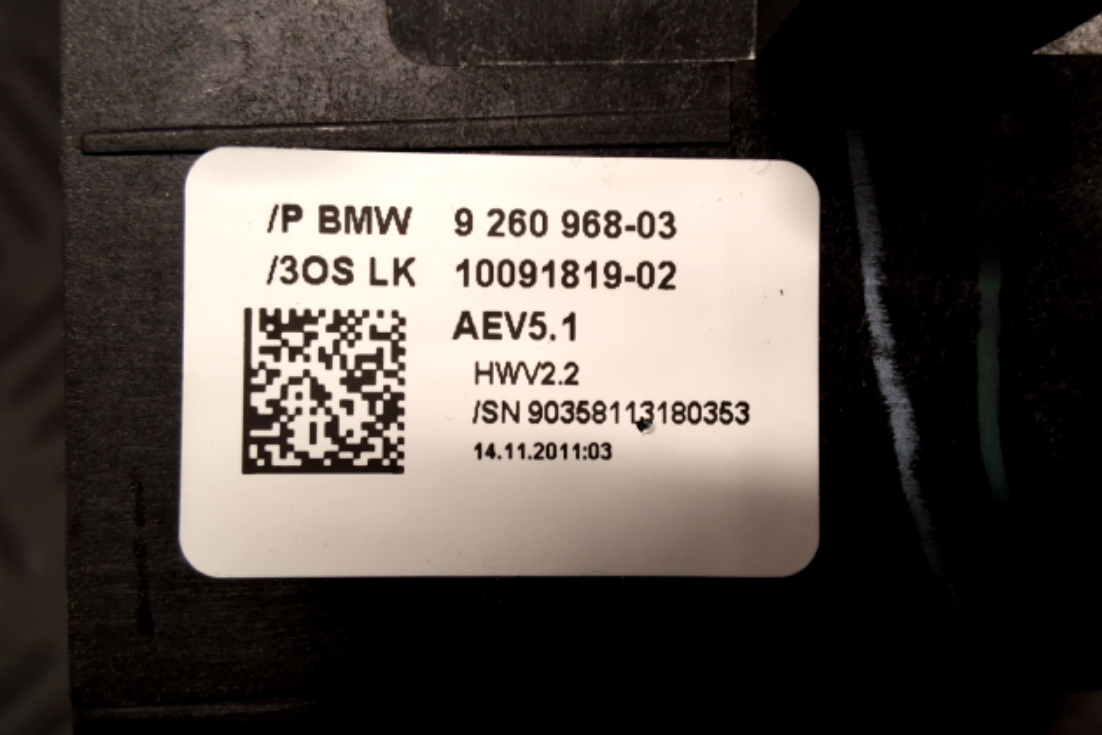 /P BMW 9 260 968-03
/3OS LK 10091819-02
AEV5.1
HWV2.2
/SN 90358113180353
14.11.2011:03